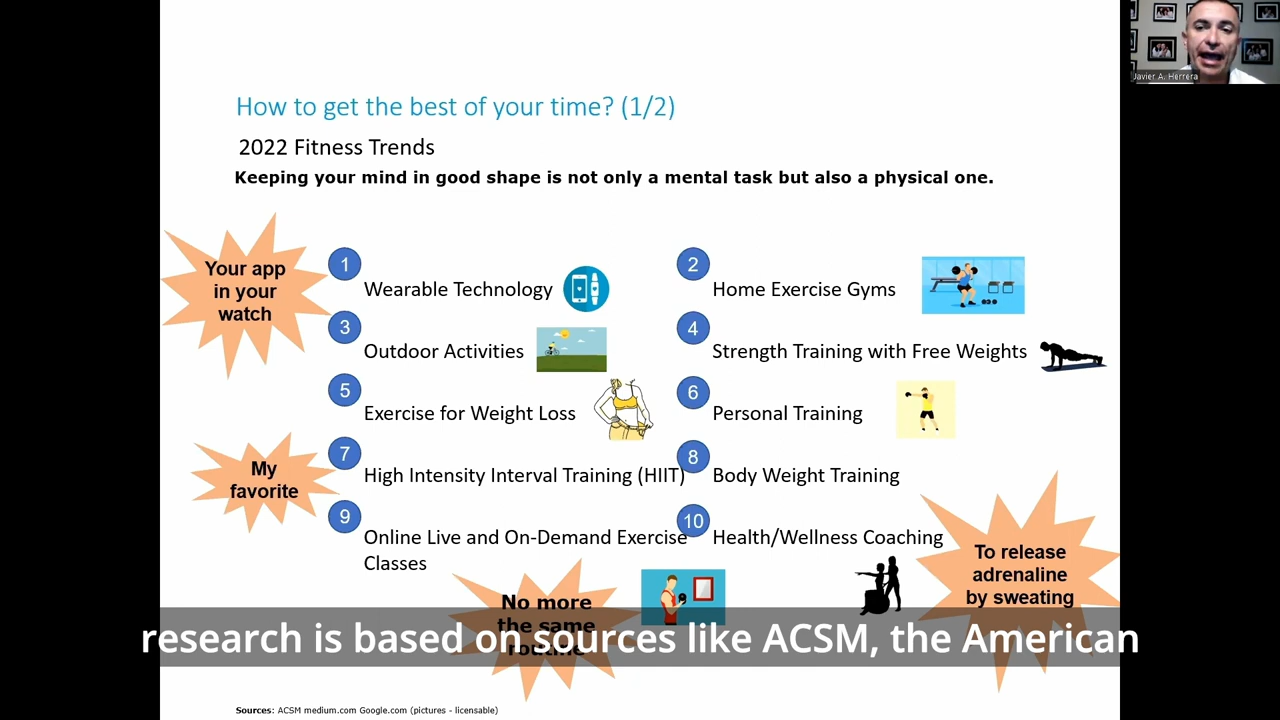 Javier A. Herrera
How to get the best of your time? (1/2)
2022 Fitness Trends
Keeping your mind in good shape is not only a mental task but also a physical one.
Your app
in your
watch
1
Wearable Technology
2
Home Exercise Gyms
3
Outdoor Activities
4
Strength Training with Free Weights
5
Exercise for Weight Loss
6
Personal Training
My
favorite
7
High Intensity Interval Training (HIIT)
8
Body Weight Training
9
Online Live and On-Demand Exercise
Classes
10
Health/Wellness Coaching
To release
adrenaline
by sweating
No more
the same
routine
research is based on sources like ACSM, the American
Sources: ACSM medium.com Google.com (pictures - licensable)